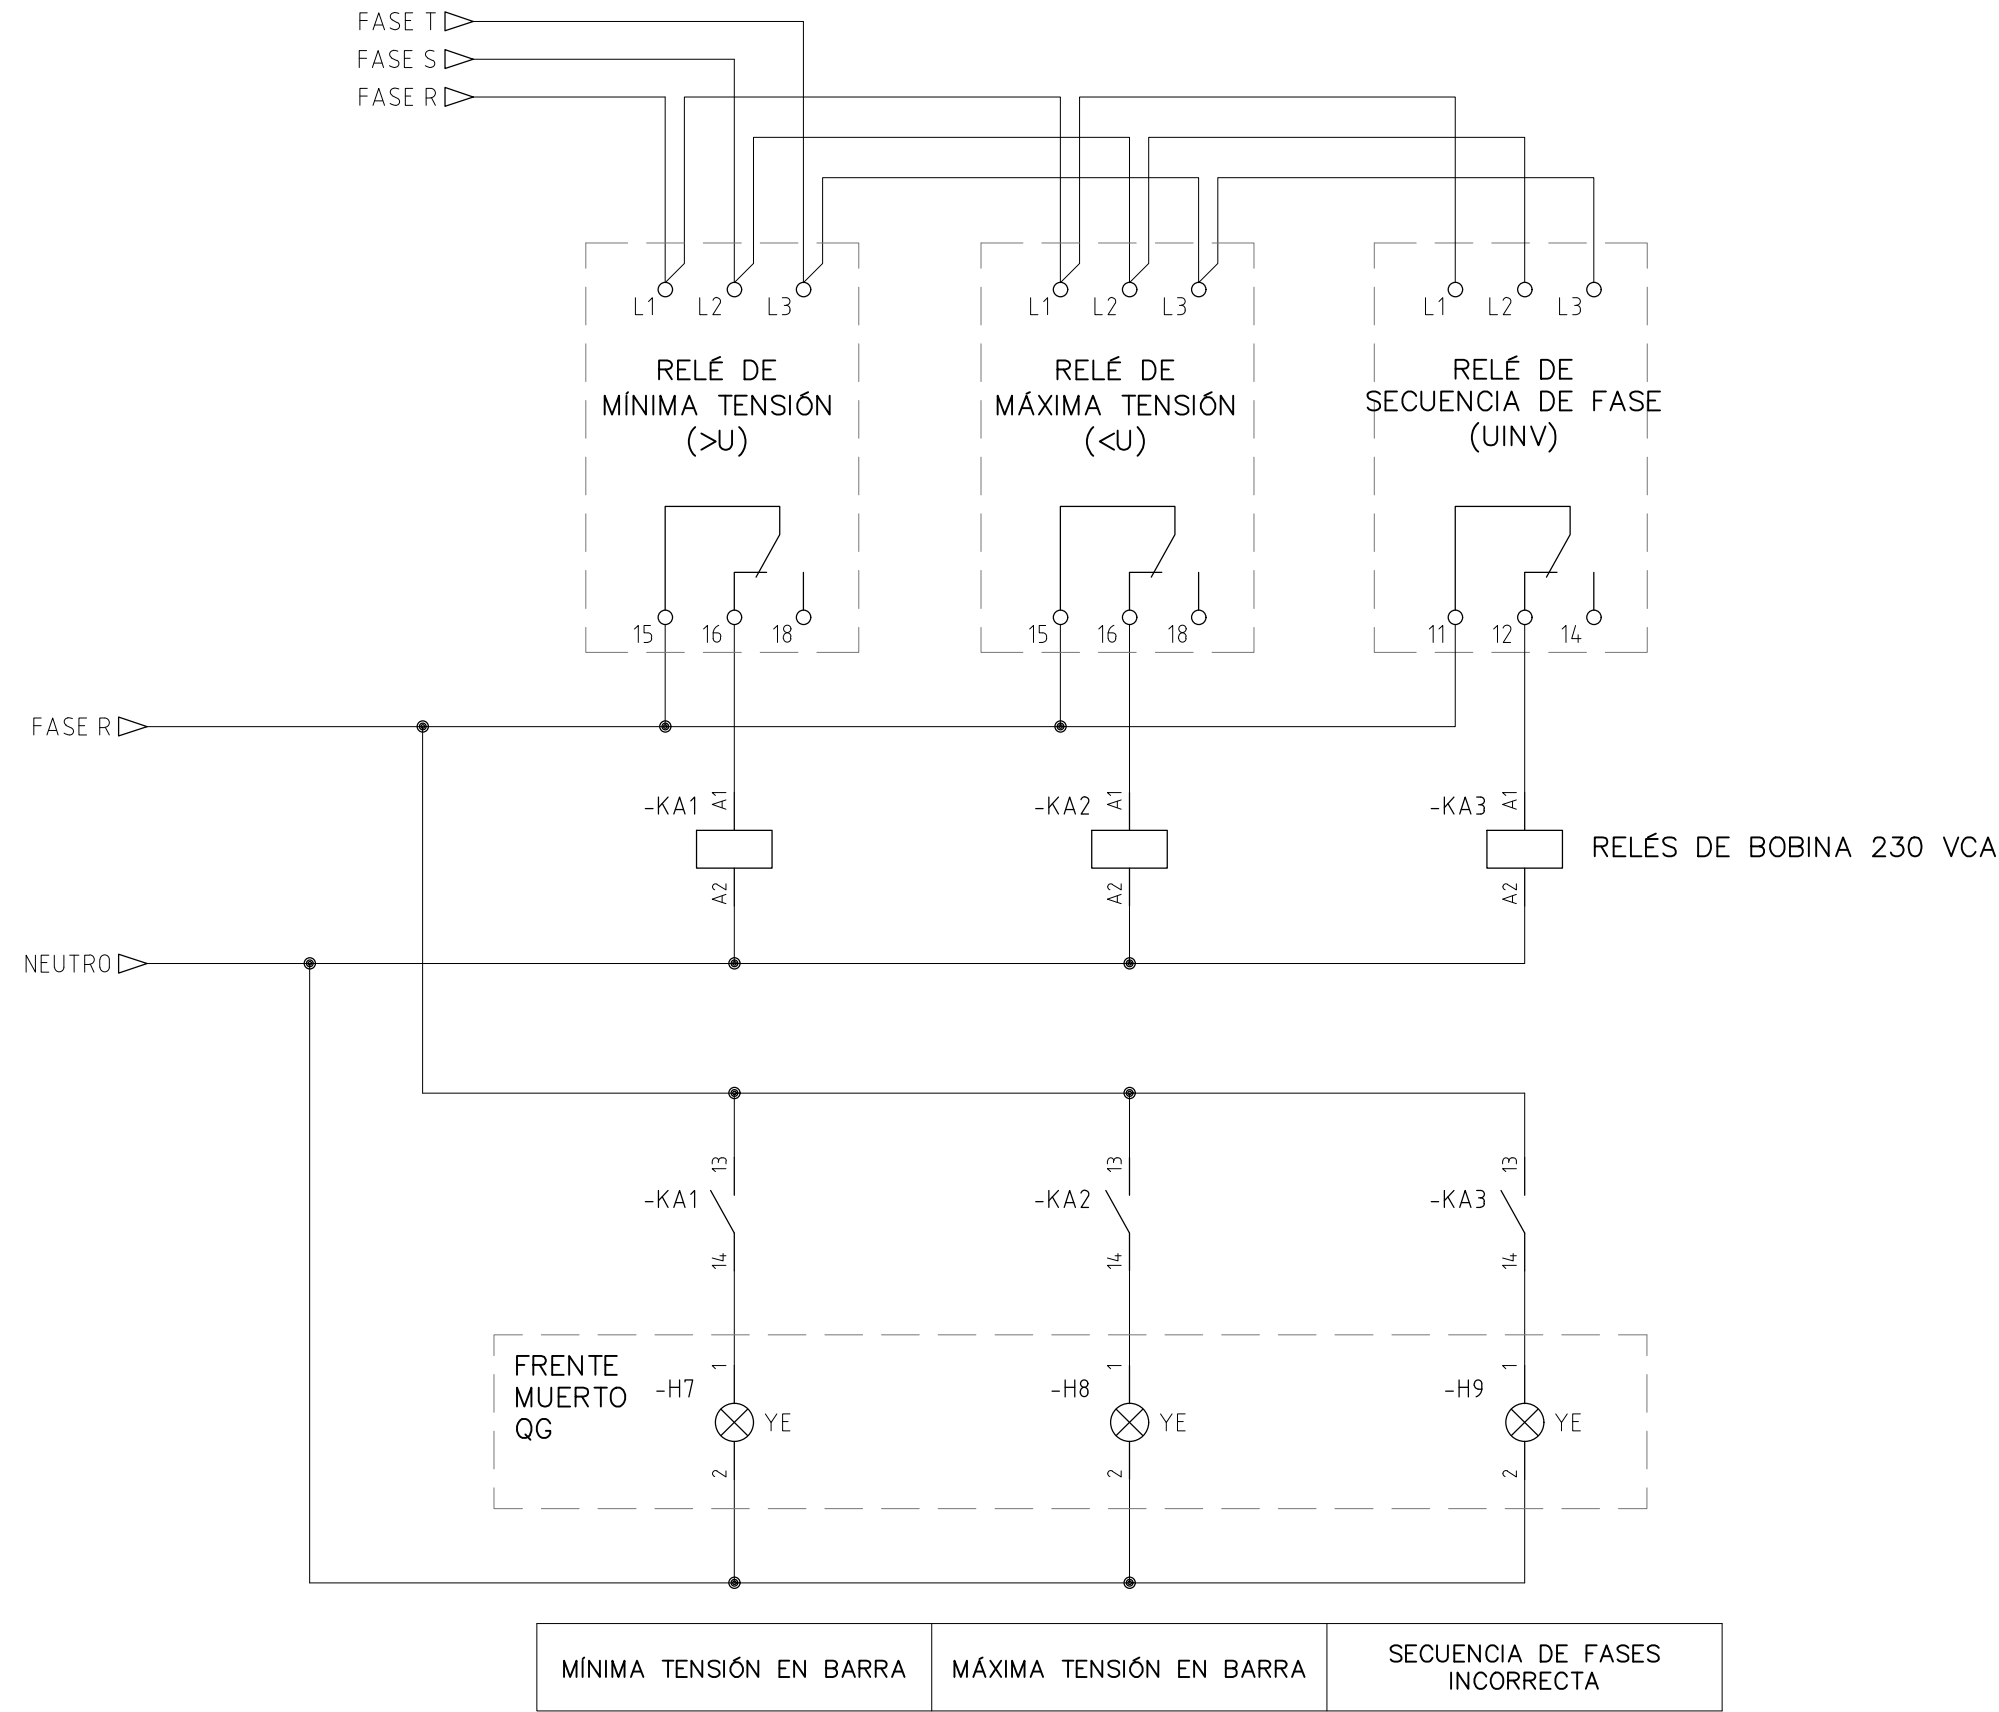 FASE T
FASE S
FASE R
L1 L2 L3
L1 L2 L3
L1 L2 L3
RELÉ DE
MÍNIMA TENSIÓN
(>U)
RELÉ DE
MÁXIMA TENSIÓN
(<U)
RELÉ DE
SECUENCIA DE FASE
(UINV)
15 16 18
15 16 18
11 12 14
FASE R
-KA1 A1
A2
-KA2 A1
A2
-KA3 A1
A2
RELÉS DE BOBINA 230 VCA
NEUTRO
-KA1 13
14
-KA2 13
14
-KA3 13
14
FRENTE
MUERTO
QG
-H7 1
YE
2
-H8 1
YE
2
-H9 1
YE
2
MÍNIMA TENSIÓN EN BARRA
MÁXIMA TENSIÓN EN BARRA
SECUENCIA DE FASES
INCORRECTA